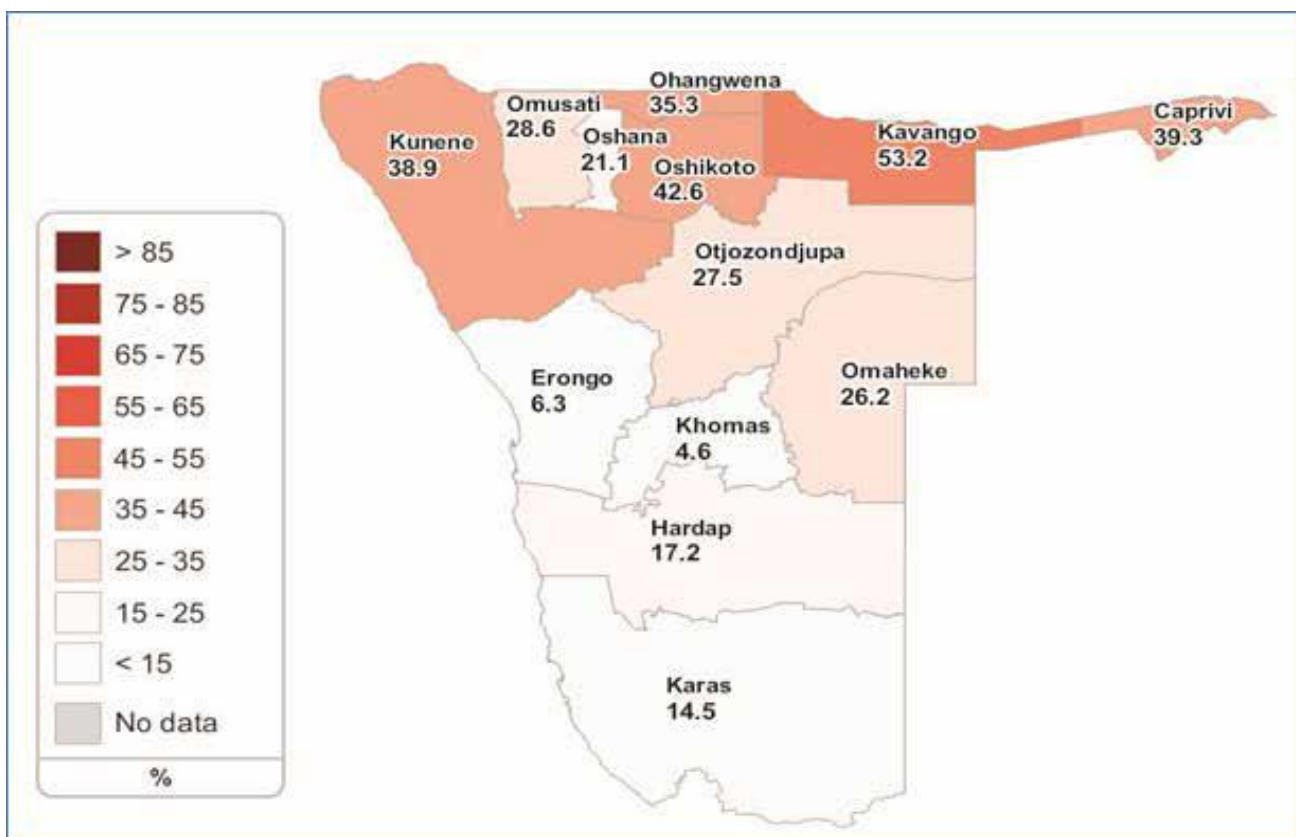 Ohangwena
35.3
Omusati
28.6
Oshana
21.1
Kunene
38.9
Oshikoto
42.6
Kavango
53.2
Caprivi
39.3
Otjozondjupa
27.5
Omaheke
26.2
Erongo
6.3
Khomas
4.6
Hardap
17.2
Karas
14.5
> 85
75 - 85
65 - 75
55 - 65
45 - 55
35 - 45
25 - 35
15 - 25
< 15
No data
%